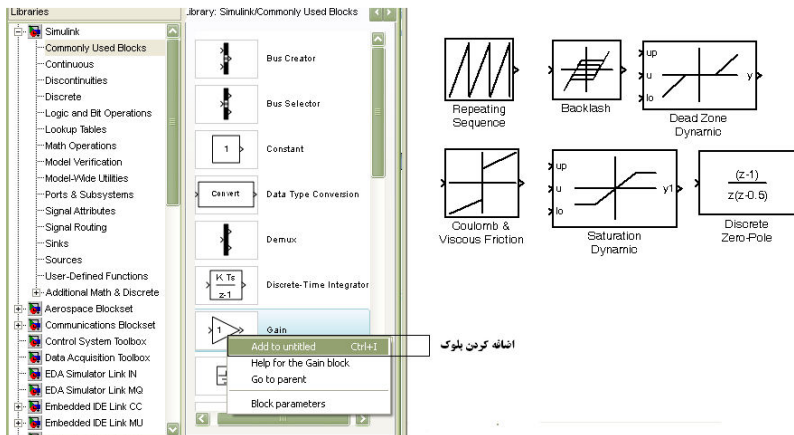 Libraries
Library: Simulink/Commonly Used Blocks
Simulink
Commonly Used Blocks
Continuous
Discontinuities
Discrete
Logic and Bit Operations
Lookup Tables
Math Operations
Model Verification
Model-Wide Utilities
Ports & Subsystems
Signal Attributes
Signal Routing
Sinks
Sources
User-Defined Functions
Additional Math & Discrete
Aerospace Blockset
Communications Blockset
Control System Toolbox
Data Acquisition Toolbox
EDA Simulator Link IN
EDA Simulator Link MQ
Embedded IDE Link CC
Embedded IDE Link MU
Bus Creator
Bus Selector
1
Constant
Convert
Data Type Conversion
Demux
K Ts
z-1
Discrete-Time Integrator
1
Gain
Add to untitled Ctrl+I
Help for the Gain block
Go to parent
Block parameters
اضافه کردن بلوک
Repeating
Sequence
Backlash
up
u
lo
y
Dead Zone
Dynamic
Coulomb &
Viscous Friction
up
u
lo
y1
Saturation
Dynamic
(z-1)
z(z-0.5)
Discrete
Zero-Pole